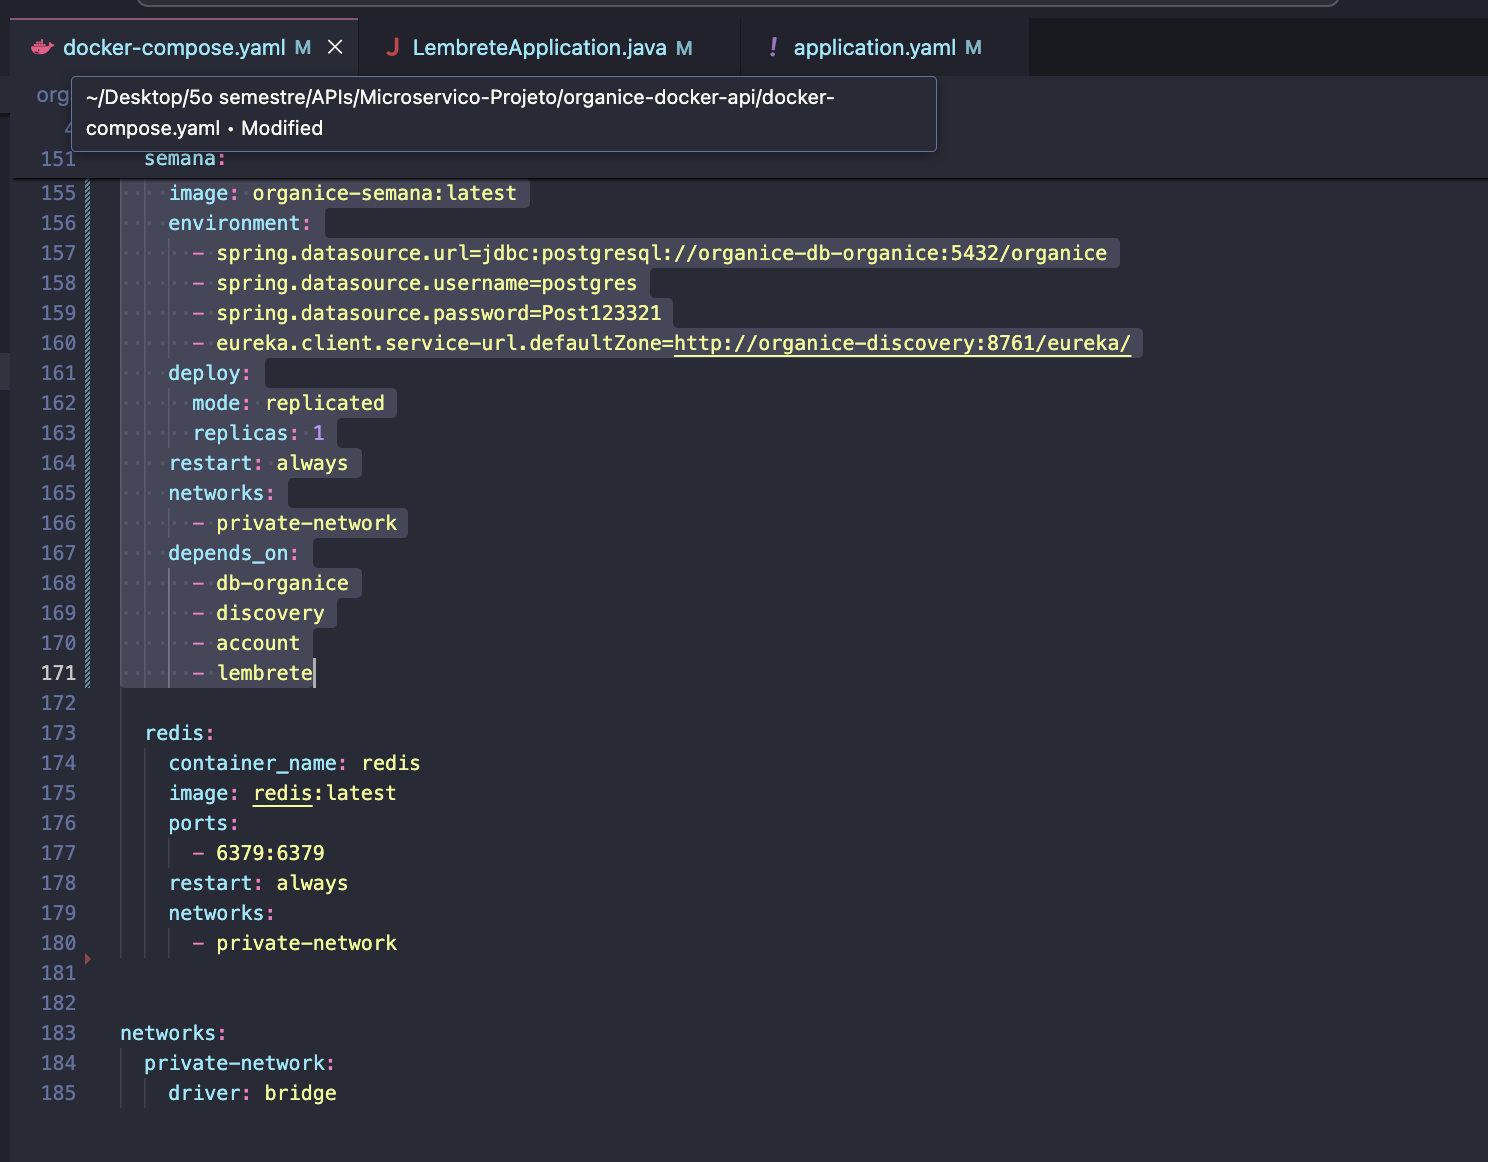 docker-compose.yaml M
LembreteApplication.java M
! application.yaml M
org
~/Desktop/5o semestre/APIs/Microservico-Projeto/organice-docker-api/docker-
compose.yaml • Modified
4
151 semana:
155 image: organice-semana:latest
156 environment:
157 - spring.datasource.url=jdbc:postgresql://organice-db-organice:5432/organice
158 - spring.datasource.username=postgres
159 - spring.datasource.password=Post123321
160 - eureka.client.service-url.defaultZone=http://organice-discovery:8761/eureka/
161 deploy:
162 mode: replicated
163 replicas: 1
164 restart: always
165 networks:
166 - private-network
167 depends_on:
168 - db-organice
169 - discovery
170 - account
171 - lembrete
172
173 redis:
174 container_name: redis
175 image: redis:latest
176 ports:
177 - 6379:6379
178 restart: always
179 networks:
180 - private-network
181
182
183 networks:
184 private-network:
185 driver: bridge